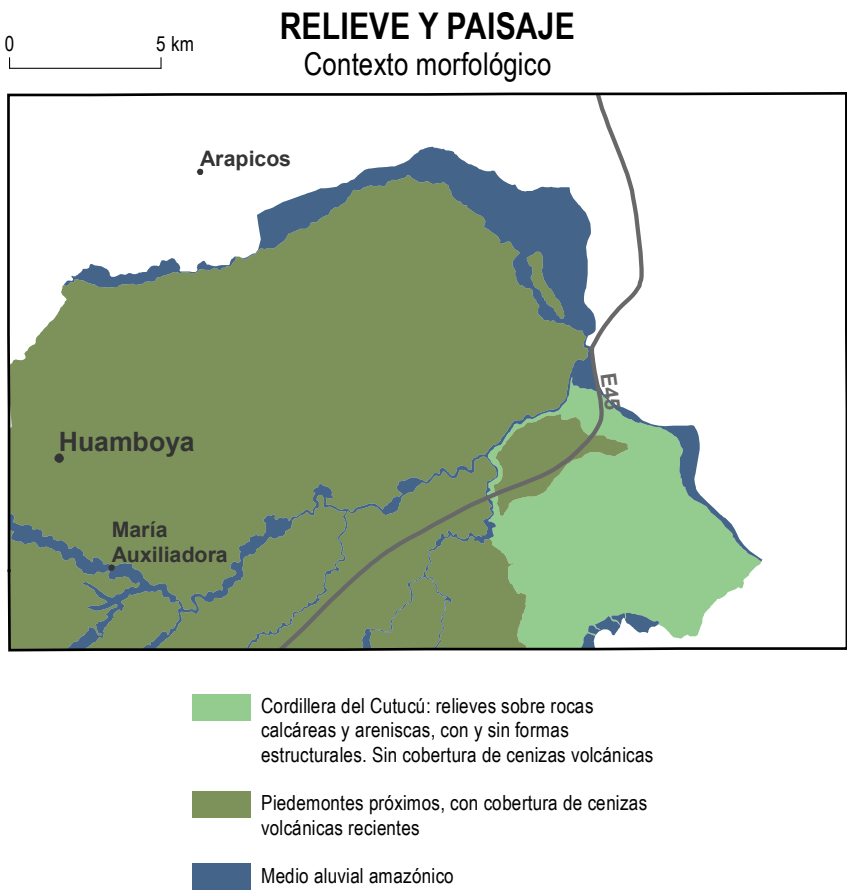 RELIEVE Y PAISAJE
Contexto morfológico
0 5 km
Arapicos
E45
Huamboya
María
Auxiliadora
Cordillera del Cutucú: relieves sobre rocas
calcáreas y areniscas, con y sin formas
estructurales. Sin cobertura de cenizas volcánicas
Piedemontes próximos, con cobertura de cenizas
volcánicas recientes
Medio aluvial amazónico